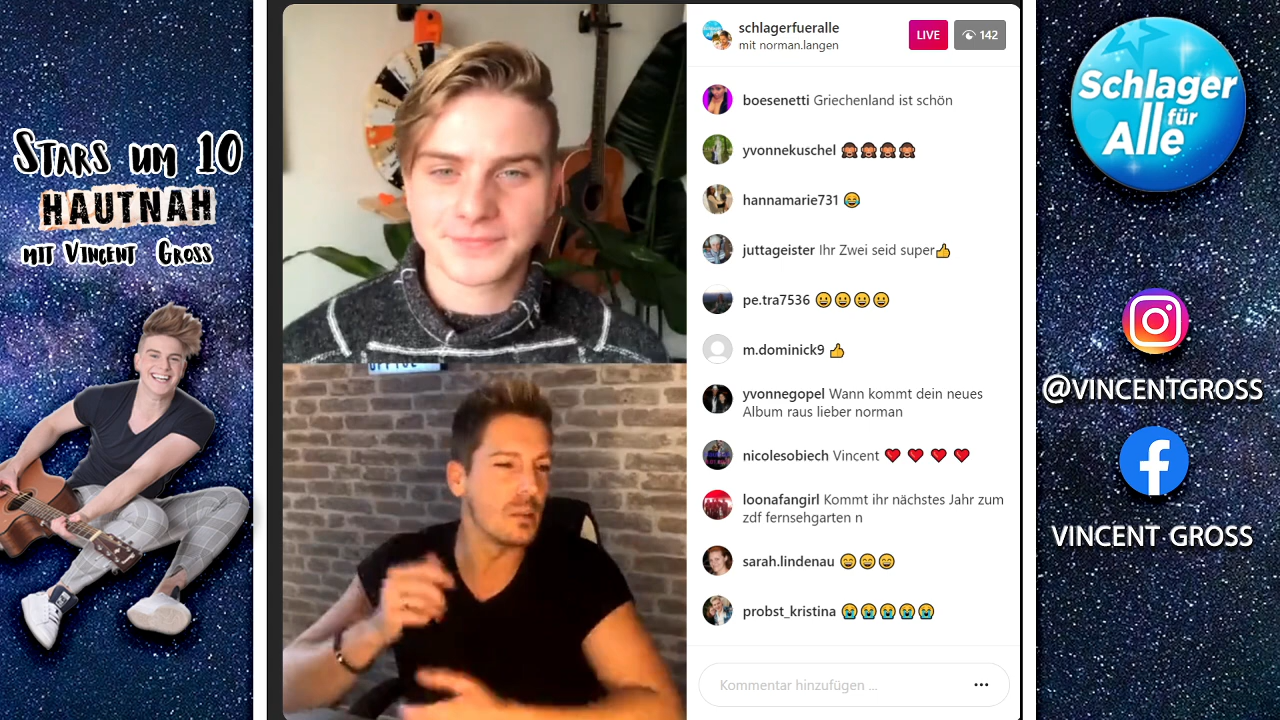 Stars um 10
HAUTNAH
mit Vincent Gross
schlagerfueralle
mit norman.langen
LIVE
142
boesenetti Griechenland ist schön
yvonnekuschel 🙈🙈🙈🙈
hannamarie731 😂
juttageister Ihr Zwei seid super👍
pe.tra7536 😀😀😀😀
m.dominick9 👍
yvonnegopel Wann kommt dein neues
Album raus lieber norman
nicolesobiech Vincent ❤ ❤ ❤ ❤
loonafangirl Kommt ihr nächstes Jahr zum
zdf fernsehgarten n
sarah.lindenau 😄😄😄
probst_kristina 😭😭😭😭😭
Kommentar hinzufügen ...
Schlager
für
Alle
@VINCENTGROSS
VINCENT GROSS